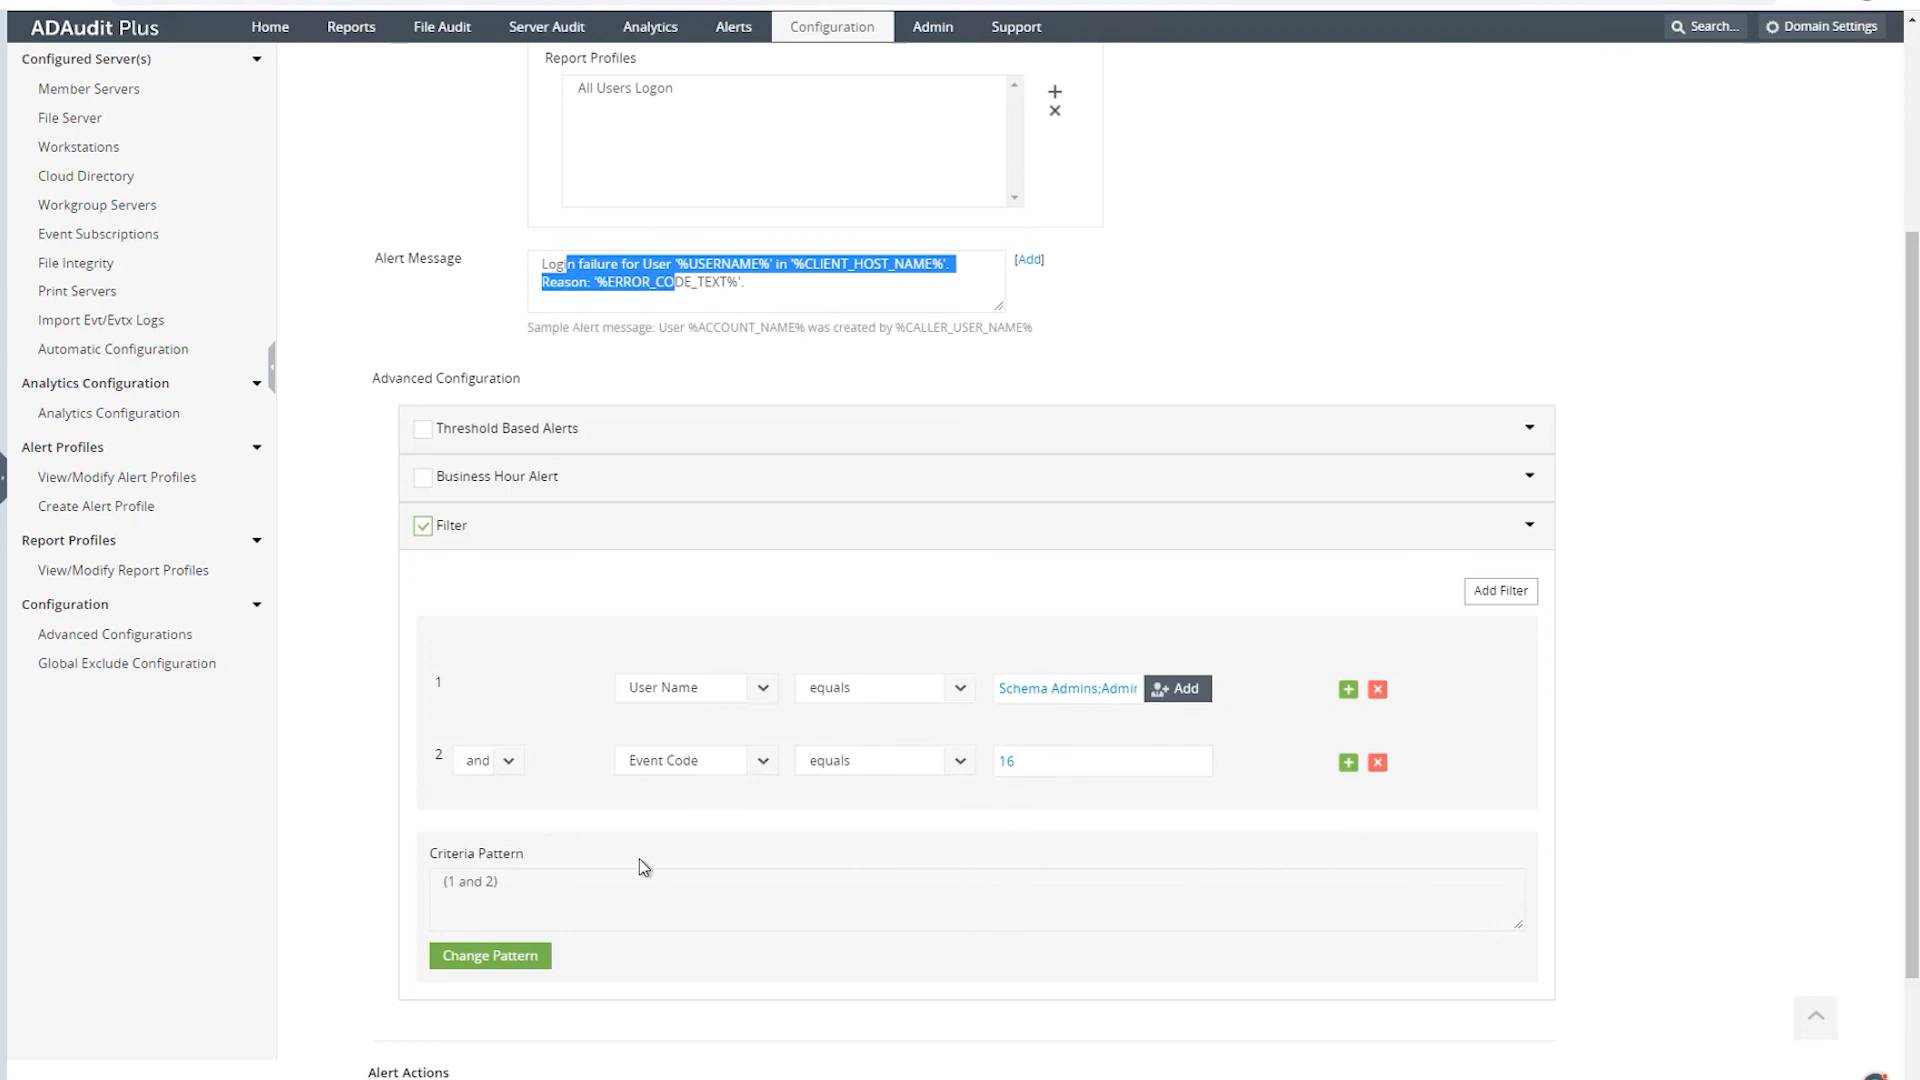 ADAudit Plus
Home
Reports
File Audit
Server Audit
Analytics
Alerts
Configuration
Admin
Support
Search...
Domain Settings
Configured Server(s)
Member Servers
File Server
Workstations
Cloud Directory
Workgroup Servers
Event Subscriptions
File Integrity
Print Servers
Import Evt/Evtx Logs
Automatic Configuration
Analytics Configuration
Analytics Configuration
Alert Profiles
View/Modify Alert Profiles
Create Alert Profile
Report Profiles
View/Modify Report Profiles
Configuration
Advanced Configurations
Global Exclude Configuration
Report Profiles
All Users Logon
Alert Message
Login failure for User '%USERNAME%' in '%CLIENT_HOST_NAME%'.
Reason: '%ERROR_CODE_TEXT%'.
[Add]
Sample Alert message: User %ACCOUNT_NAME% was created by %CALLER_USER_NAME%
Advanced Configuration
Threshold Based Alerts
Business Hour Alert
Filter
Add Filter
1
User Name
equals
Schema Admins;Admir
Add
2
and
Event Code
equals
16
Criteria Pattern
(1 and 2)
Change Pattern
Alert Actions